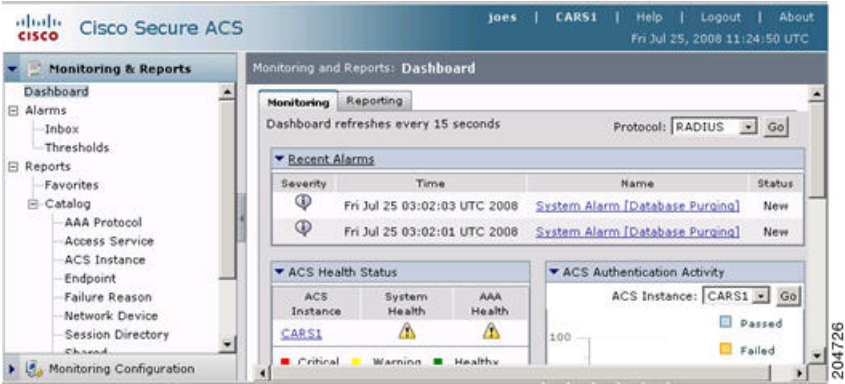 CISCO Cisco Secure ACS
joes | CARS1 | Help | Logout | About
Fri Jul 25, 2008 11:24:50 UTC
Monitoring & Reports
Dashboard
Alarms
Inbox
Thresholds
Reports
Favorites
Catalog
AAA Protocol
Access Service
ACS Instance
Endpoint
Failure Reason
Network Device
Session Directory
Shared
Monitoring Configuration
Monitoring and Reports: Dashboard
Monitoring Reporting
Dashboard refreshes every 15 seconds
Protocol: RADIUS Go
Recent Alarms
Severity Time Name Status
Fri Jul 25 03:02:03 UTC 2008 System Alarm [Database Purging] New
Fri Jul 25 03:02:01 UTC 2008 System Alarm [Database Purging] New
ACS Health Status
ACS Instance System Health AAA Health
CARS1
Critical Warning Healthy
ACS Authentication Activity
ACS Instance: CARS1 Go
100
Passed
Failed
204726